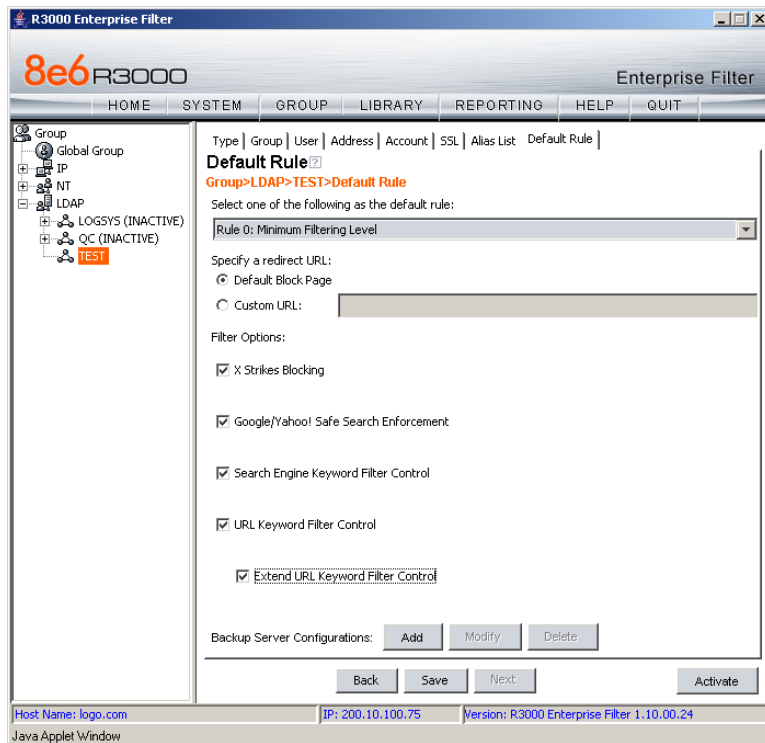 R3000 Enterprise Filter
8e6 R3000
Enterprise Filter
HOME SYSTEM GROUP LIBRARY REPORTING HELP QUIT
Group
Global Group
IP
NT
LDAP
LOGSYS (INACTIVE)
QC (INACTIVE)
TEST
Type | Group | User | Address | Account | SSL | Alias List Default Rule |
Default Rule ?
Group>LDAP>TEST>Default Rule
Select one of the following as the default rule:
Rule 0: Minimum Filtering Level
Specify a redirect URL:
Default Block Page
Custom URL:
Filter Options:
X Strikes Blocking
Google/Yahoo! Safe Search Enforcement
Search Engine Keyword Filter Control
URL Keyword Filter Control
Extend URL Keyword Filter Control
Backup Server Configurations: Add Modify Delete
Back Save Next Activate
Host Name: logo.com IP: 200.10.100.75 Version: R3000 Enterprise Filter 1.10.00.24
Java Applet Window